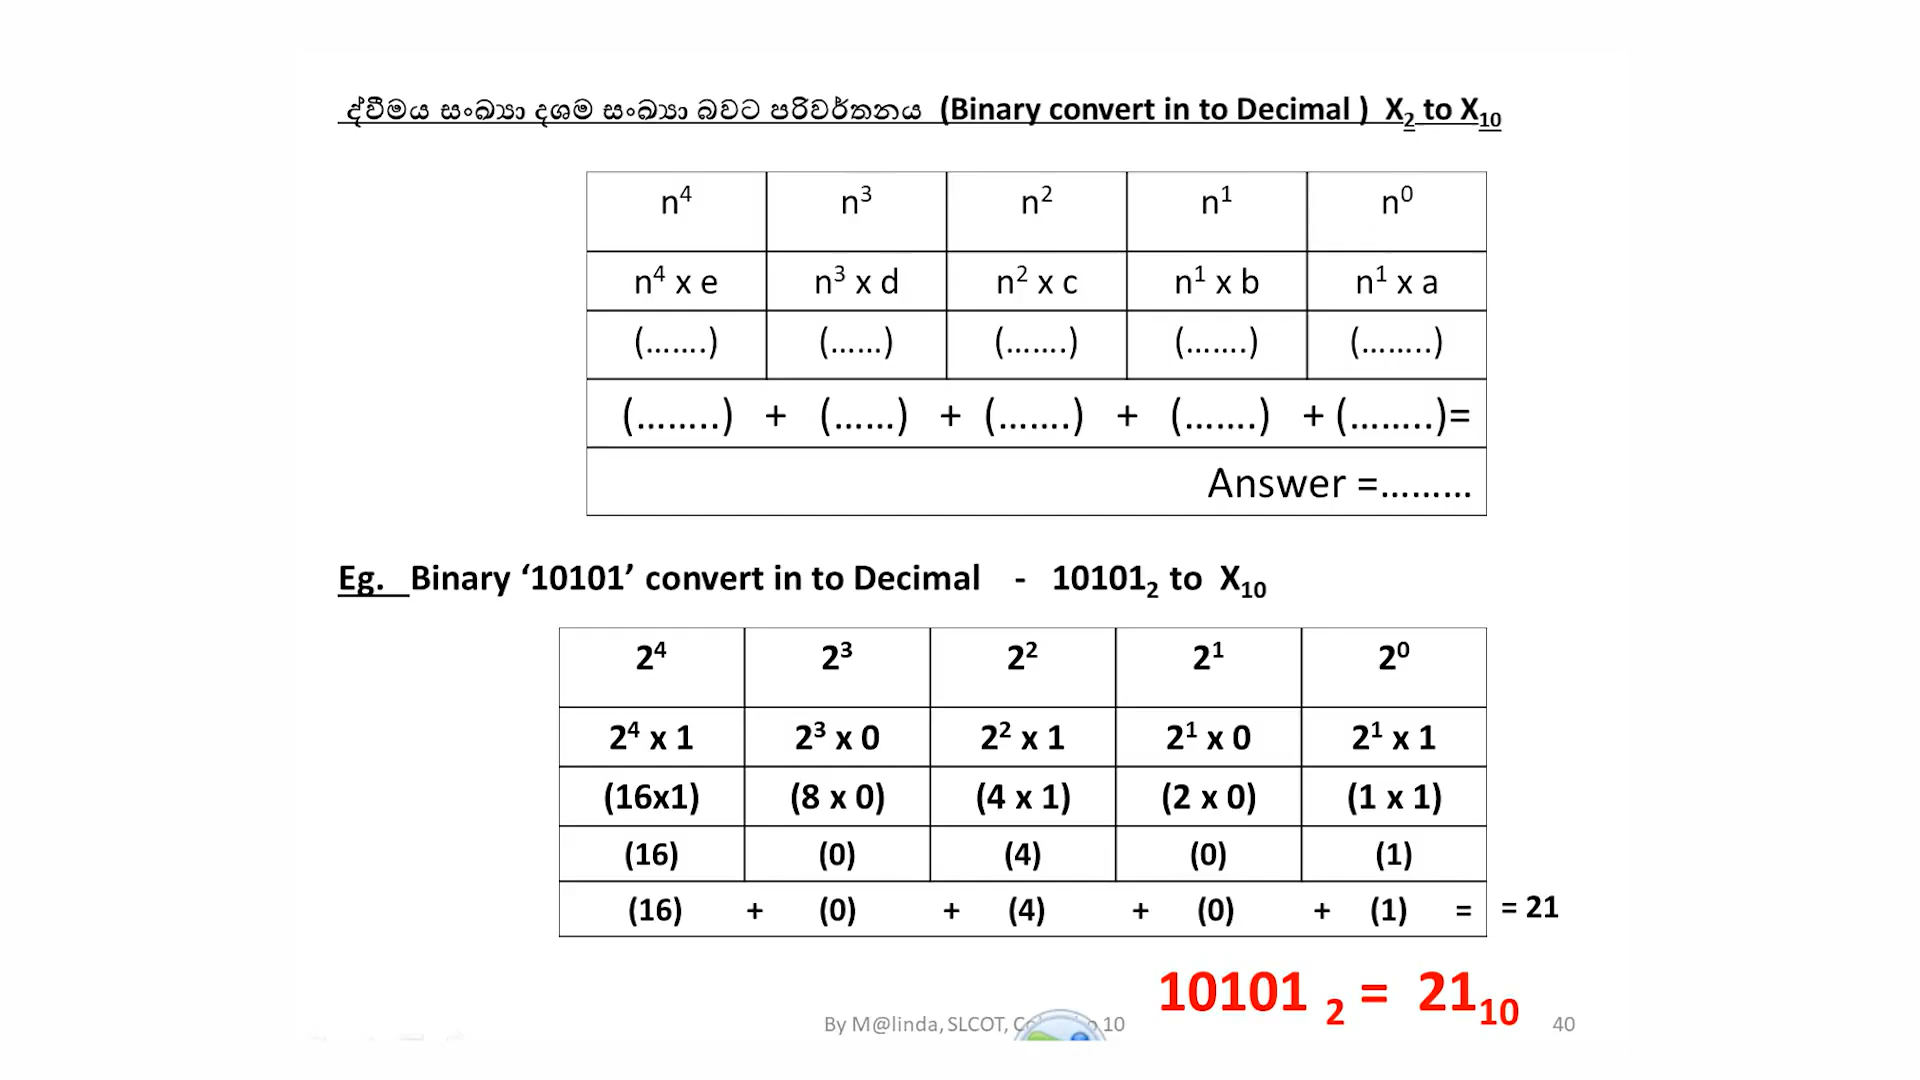 ද්වීමය සංඛ්‍යා දශම සංඛ්‍යා බවට පරිවර්තනය (Binary convert in to Decimal ) X₂ to X₁₀
n⁴ n³ n² n¹ n⁰
n⁴ x e n³ x d n² x c n¹ x b n¹ x a
(.......) (......) (.......) (.......) (........)
(........) + (......) + (.......) + (.......) + (........)=
Answer =.........
Eg. Binary ‘10101’ convert in to Decimal - 10101₂ to X₁₀
2⁴ 2³ 2² 2¹ 2⁰
2⁴ x 1 2³ x 0 2² x 1 2¹ x 0 2¹ x 1
(16x1) (8 x 0) (4 x 1) (2 x 0) (1 x 1)
(16) (0) (4) (0) (1)
(16) + (0) + (4) + (0) + (1) = = 21
10101 ₂ = 21₁₀
By M@linda, SLCOT, 10 40